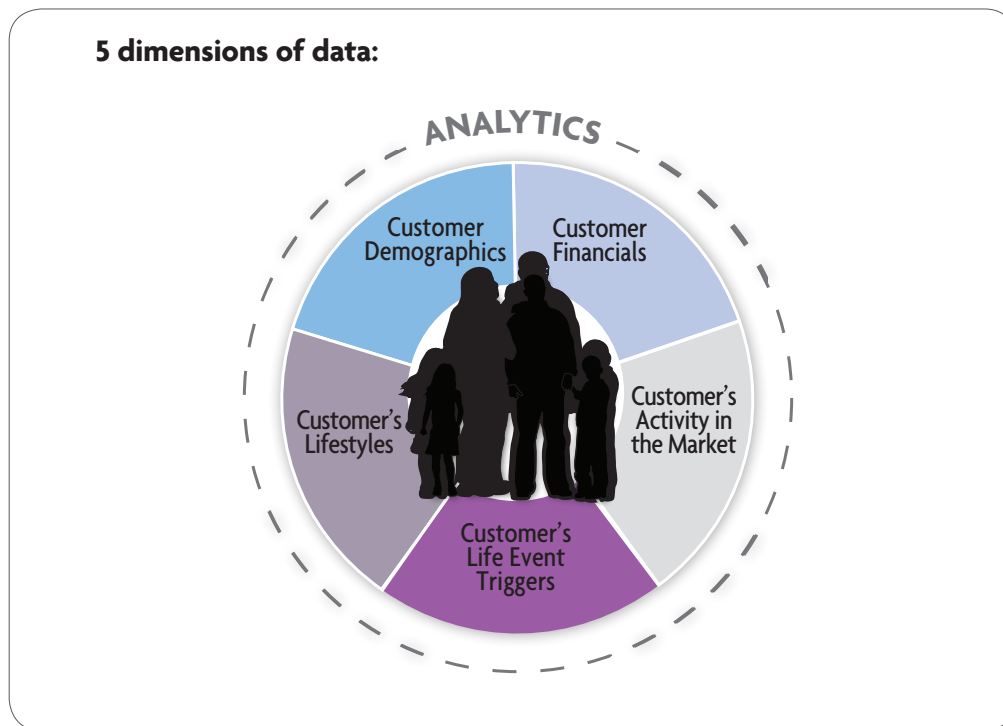 5 dimensions of data:
ANALYTICS
Customer
Demographics
Customer
Financials
Customer's
Lifestyles
Customer's
Activity in
the Market
Customer's
Life Event
Triggers